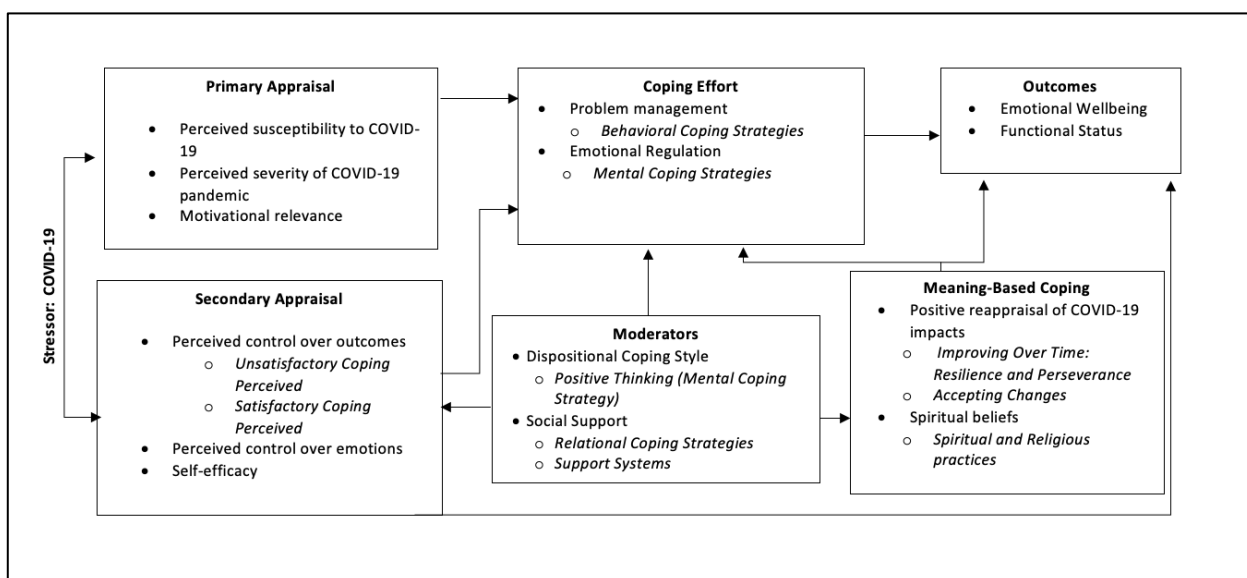 Stressor: COVID-19
Primary Appraisal
• Perceived susceptibility to COVID-
19
• Perceived severity of COVID-19
pandemic
• Motivational relevance
Secondary Appraisal
• Perceived control over outcomes
o Unsatisfactory Coping
Perceived
o Satisfactory Coping
Perceived
• Perceived control over emotions
• Self-efficacy
Coping Effort
• Problem management
o Behavioral Coping Strategies
• Emotional Regulation
o Mental Coping Strategies
Moderators
• Dispositional Coping Style
o Positive Thinking (Mental Coping
Strategy)
• Social Support
o Relational Coping Strategies
o Support Systems
Outcomes
• Emotional Wellbeing
• Functional Status
Meaning-Based Coping
• Positive reappraisal of COVID-19
impacts
o Improving Over Time:
Resilience and Perseverance
o Accepting Changes
• Spiritual beliefs
o Spiritual and Religious
practices